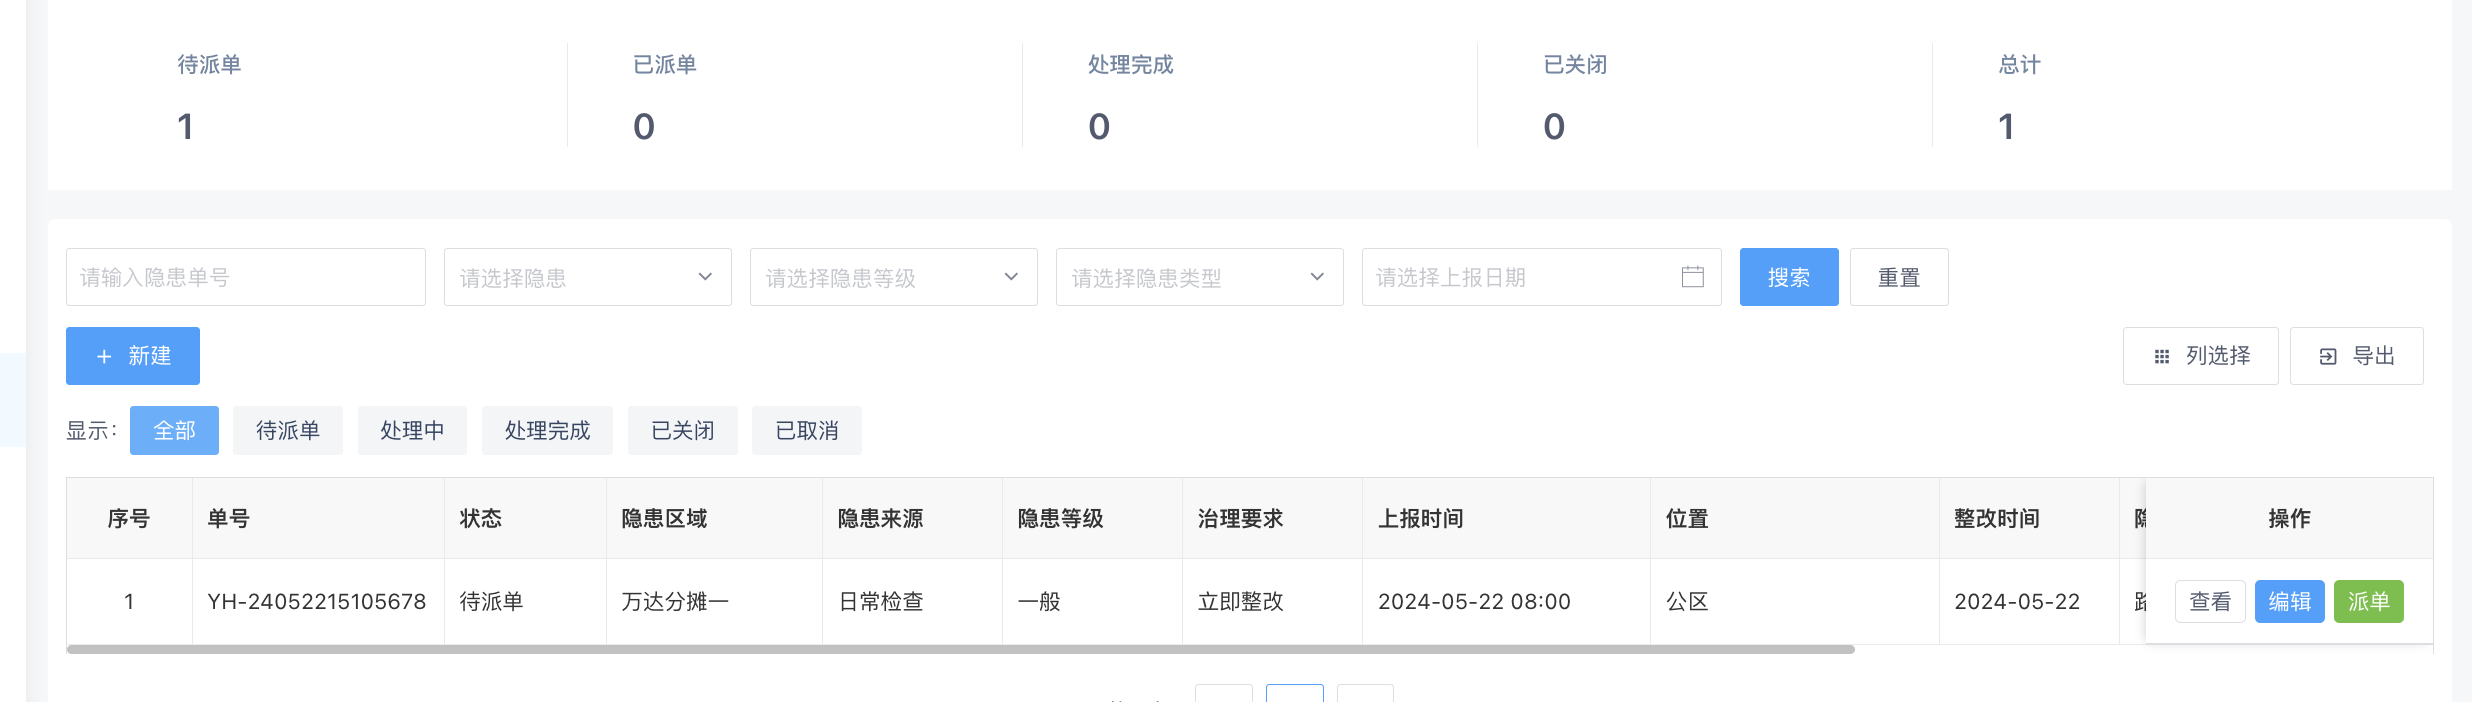 待派单 已派单 处理完成 已关闭 总计
1 0 0 0 1
请输入隐患单号 请选择隐患 请选择隐患等级 请选择隐患类型 请选择上报日期 搜索 重置
+ 新建 列选择 导出
显示: 全部 待派单 处理中 处理完成 已关闭 已取消
序号 单号 状态 隐患区域 隐患来源 隐患等级 治理要求 上报时间 位置 整改时间 操作
1 YH-24052215105678 待派单 万达分摊一 日常检查 一般 立即整改 2024-05-22 08:00 公区 2024-05-22 查看 编辑 派单